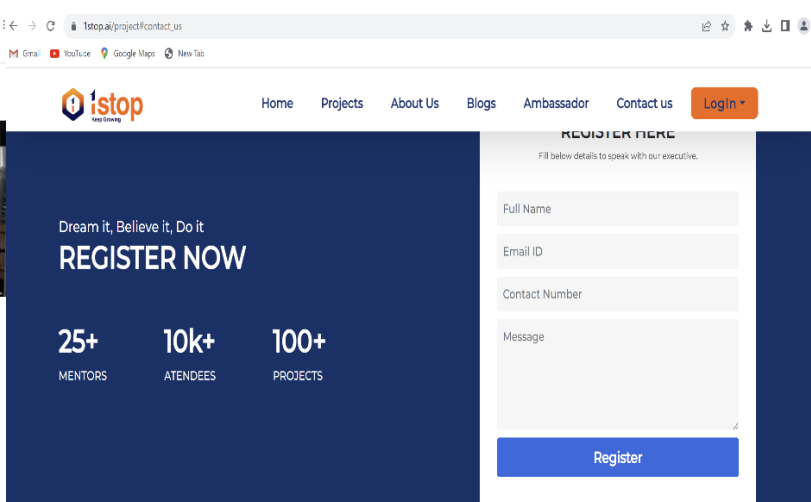 1stop.ai/project#contact_us
Gmail YouTube Google Maps New Tab
1stop
Keep Growing
Home Projects About Us Blogs Ambassador Contact us Login
REGISTER HERE
Fill below details to speak with our executive.
Full Name
Email ID
Contact Number
Message
Register
Dream it, Believe it, Do it
REGISTER NOW
25+ 10k+ 100+
MENTORS ATENDEES PROJECTS